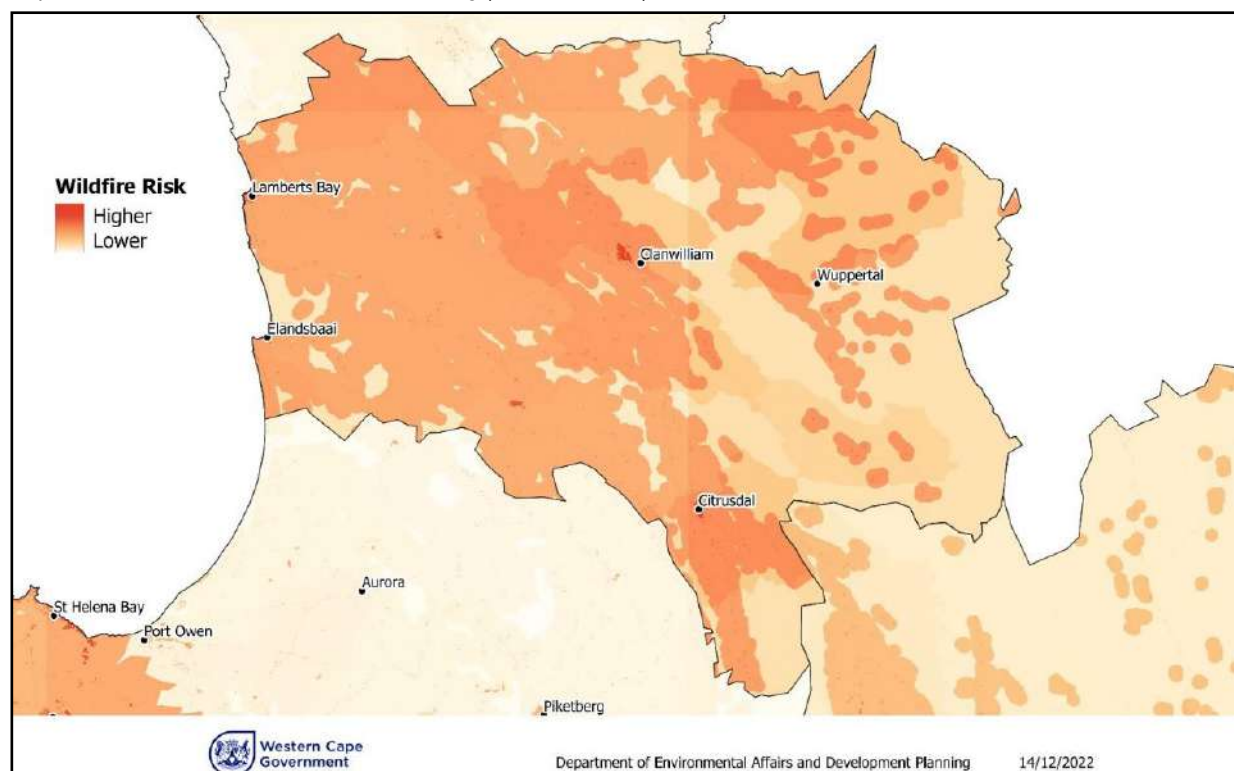 Wildfire Risk
Higher
Lower
Lamberts Bay
Clanwilliam
Wuppertal
Elandsbaai
Citrusdal
Aurora
St Helena Bay
Port Owen
Piketberg
Western Cape
Government
Department of Environmental Affairs and Development Planning 14/12/2022